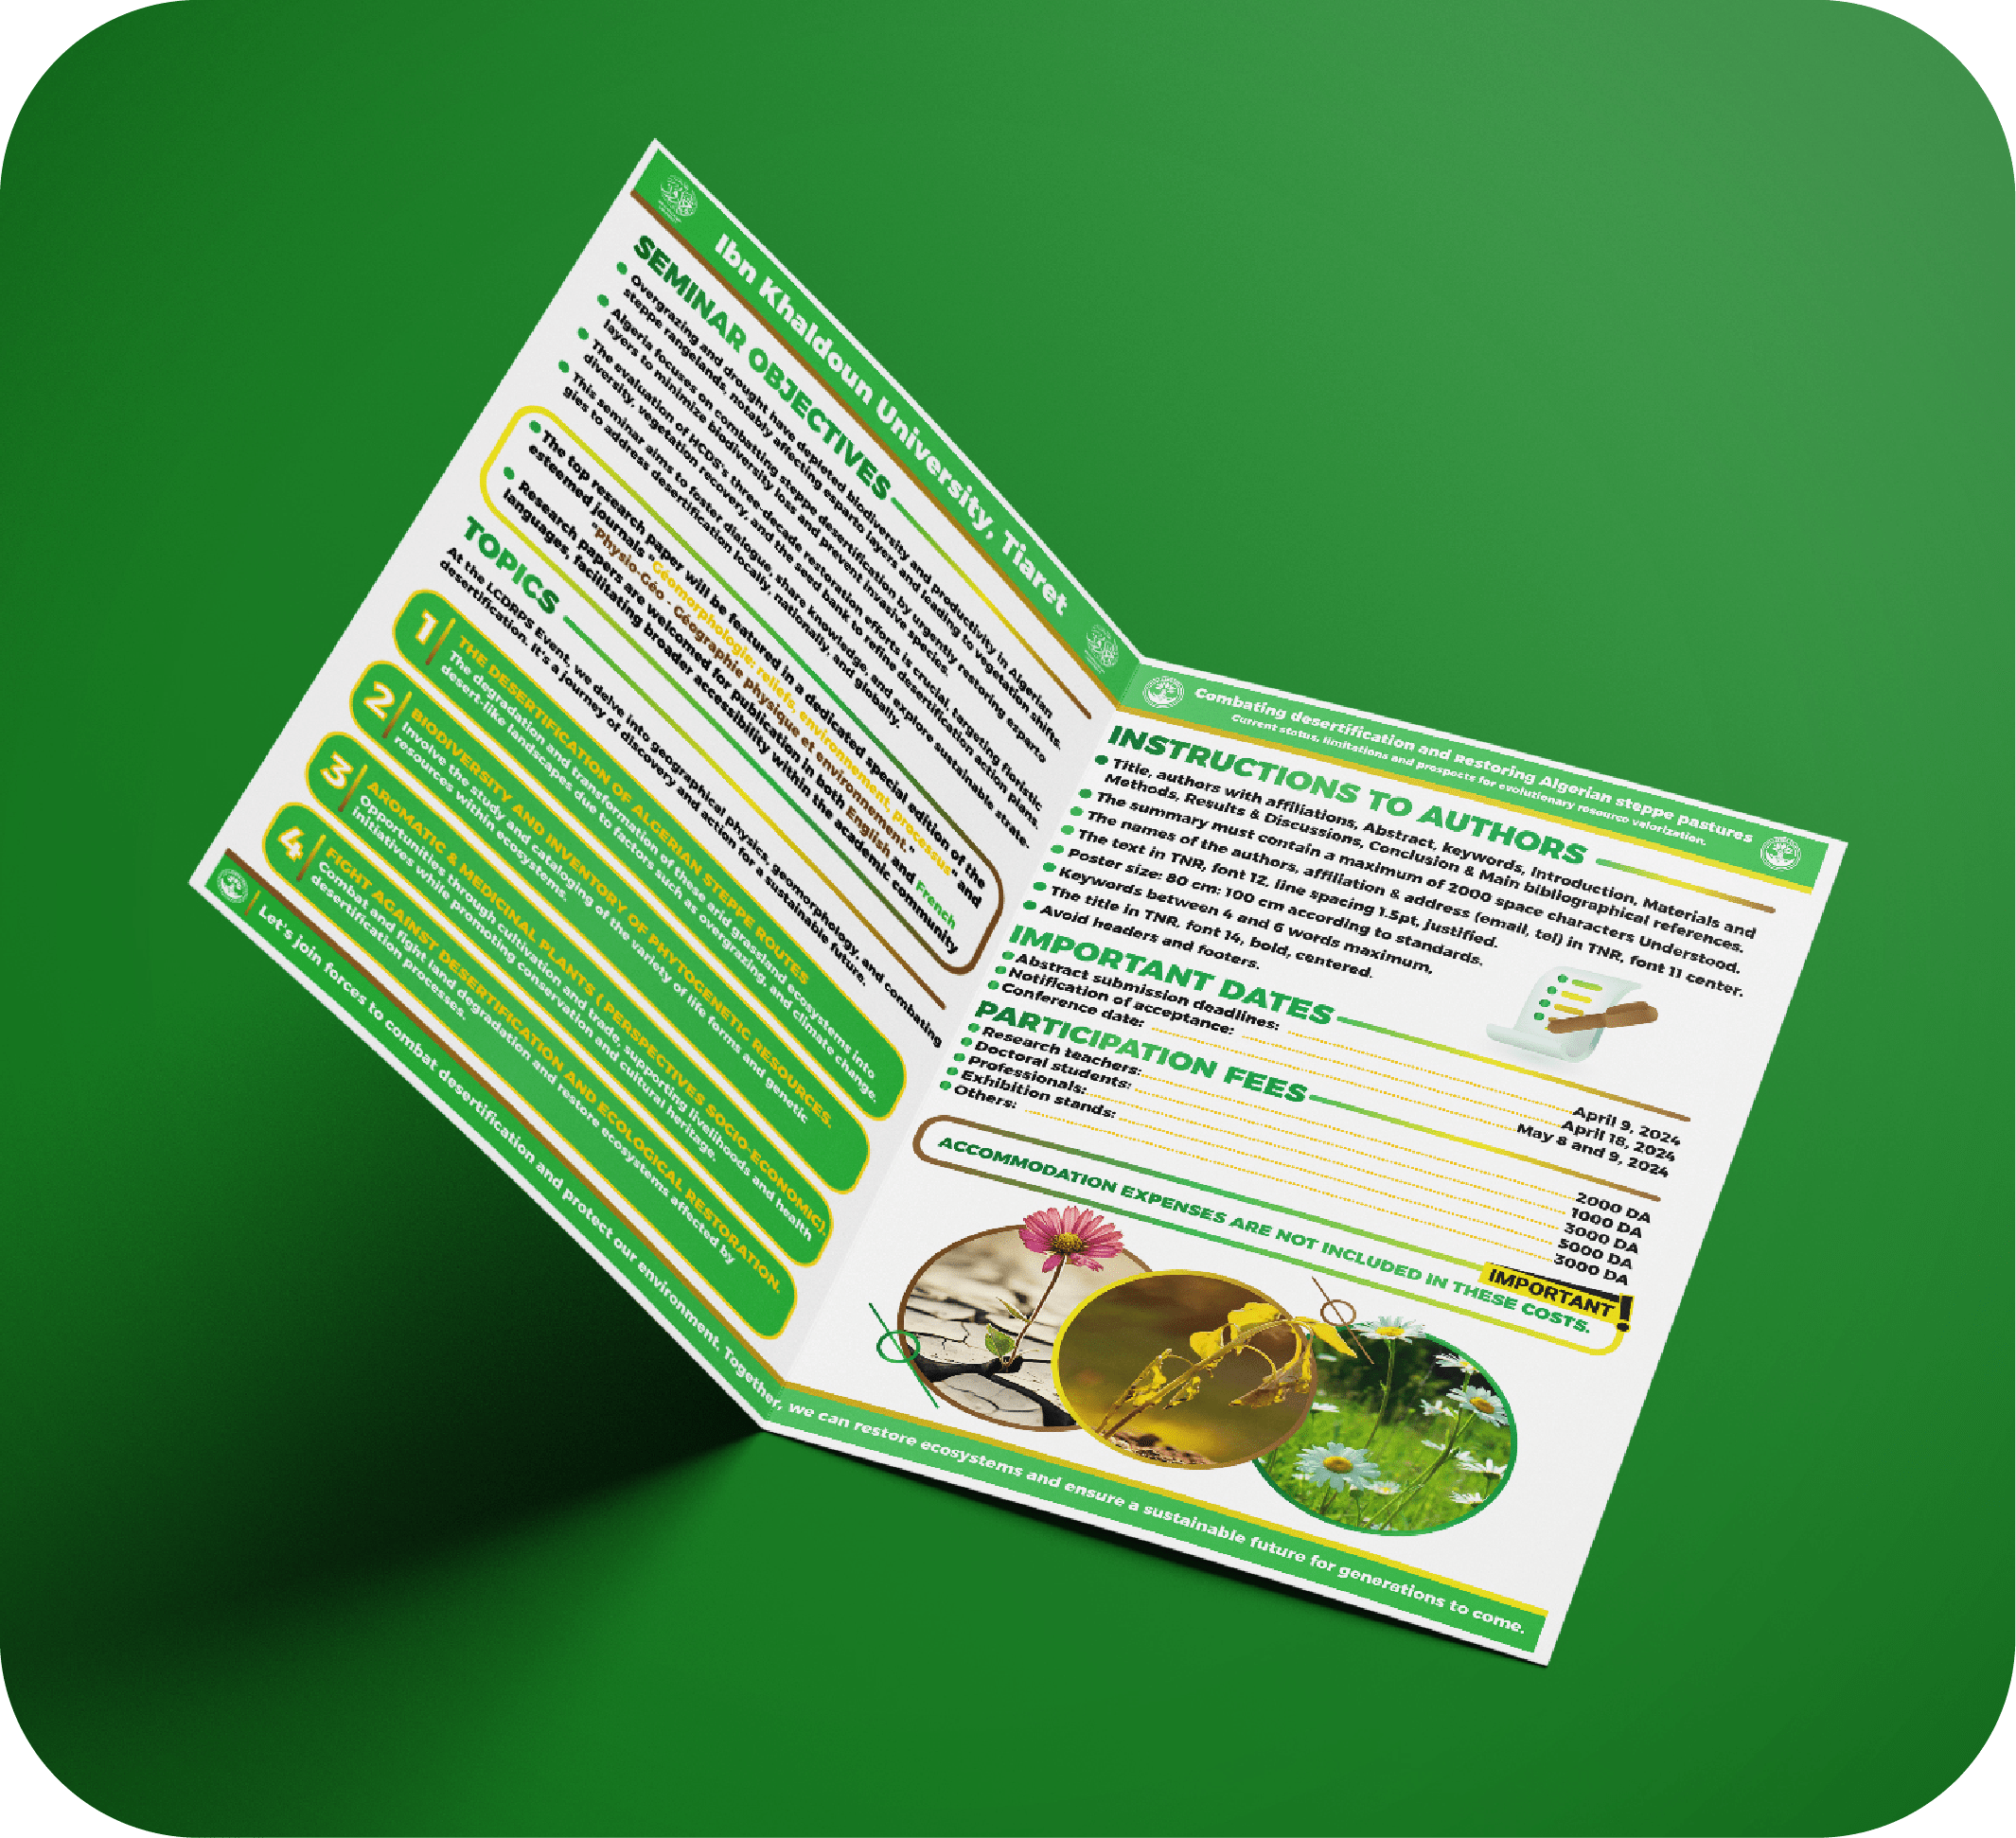 Ibn Khaldoun University, Tiaret
SEMINAR OBJECTIVES
Overgrazing and drought have depleted biodiversity and productivity in Algerian
steppe rangelands, notably affecting esparto layers and leading to vegetation shifts.
Algeria focuses on combatting steppe desertification by urgently restoring esparto
layers to minimize biodiversity loss and prevent invasive species.
The evaluation of HCDS's three-decade restoration efforts is crucial, targeting floristic
diversity, vegetation recovery, and the seed bank to refine desertification action plans.
This seminar aims to foster dialogue, share knowledge, and explore sustainable strate-
gies to address desertification locally, nationally, and globally.
The top research paper will be featured in a dedicated special edition of the
esteemed journals "Géomorphologie: reliefs, environnement, processus" and
"Physio-Géo - Géographie physique et environnement."
Research papers are welcomed for publication in both English and French
languages, facilitating broader accessibility within the academic community
TOPICS
At the LCDRPS Event, we delve into geographical physics, geomorphology, and combating
desertification. It's a journey of discovery and action for a sustainable future.
1
THE DESERTIFICATION OF ALGERIAN STEPPE ROUTES
The degradation and transformation of these arid grassland ecosystems into
desert-like landscapes due to factors such as overgrazing, and climate change.
2
BIODIVERSITY AND INVENTORY OF PHYTOGENETIC RESOURCES.
Involve the study and cataloging of the variety of life forms and genetic
resources within ecosystems.
3
AROMATIC & MEDICINAL PLANTS ( PERSPECTIVES SOCIO-ECONOMIC).
Opportunities through cultivation and trade, supporting livelihoods and health
initiatives while promoting conservation and cultural heritage.
4
FIGHT AGAINST DESERTIFICATION AND ECOLOGICAL RESTORATION.
Combat and fight land degradation and restore ecosystems affected by
desertification processes.
Let's join forces to combat desertification and protect our environment. Together, we can restore ecosystems and ensure a sustainable future for generations to come.
Combating desertification and Restoring Algerian steppe pastures
Current status, limitations and prospects for evolutionary resource valorization.
INSTRUCTIONS TO AUTHORS
Title, authors with affiliations, Abstract, keywords, Introduction, Materials and
Methods, Results & Discussions, Conclusion & Main bibliographical references.
The summary must contain a maximum of 2000 space characters Understood.
The names of the authors, affiliation & address (email, tel) in TNR, font 11 center.
The text in TNR, font 12, line spacing 1.5pt, justified.
Poster size: 80 cm: 100 cm according to standards.
Keywords between 4 and 6 words maximum,
The title in TNR, font 14, bold, centered.
Avoid headers and footers.
IMPORTANT DATES
Abstract submission deadlines: April 9, 2024
Notification of acceptance: April 18, 2024
Conference date: May 8 and 9, 2024
PARTICIPATION FEES
Research teachers: 2000 DA
Doctoral students: 1000 DA
Professionals: 3000 DA
Exhibition stands: 5000 DA
Others: 3000 DA
IMPORTANT!
ACCOMMODATION EXPENSES ARE NOT INCLUDED IN THESE COSTS.